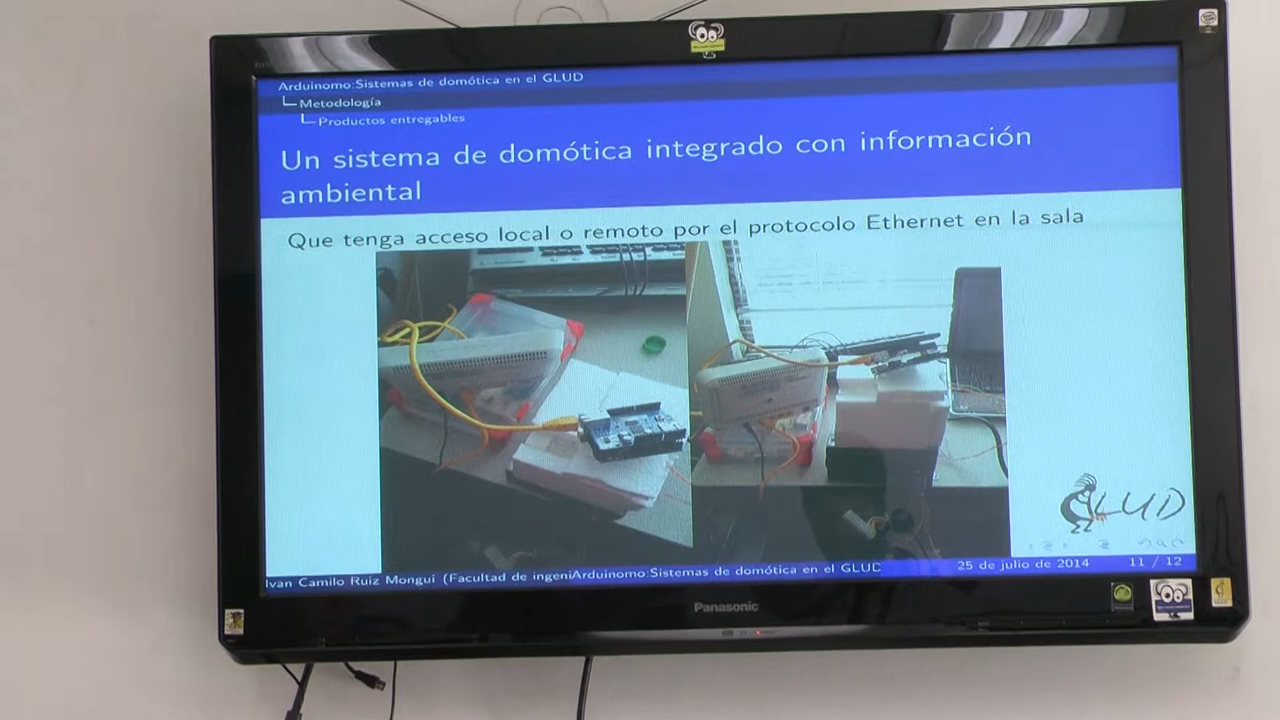 Arduinomo:Sistemas de domótica en el GLUD
Metodología
Productos entregables
Un sistema de domótica integrado con información
ambiental
Que tenga acceso local o remoto por el protocolo Ethernet en la sala
GLUD
Ivan Camilo Ruiz Mongui (Facultad de ingeniArduinomo:Sistemas de domótica en el GLUD
25 de julio de 2014
11 / 12
Panasonic